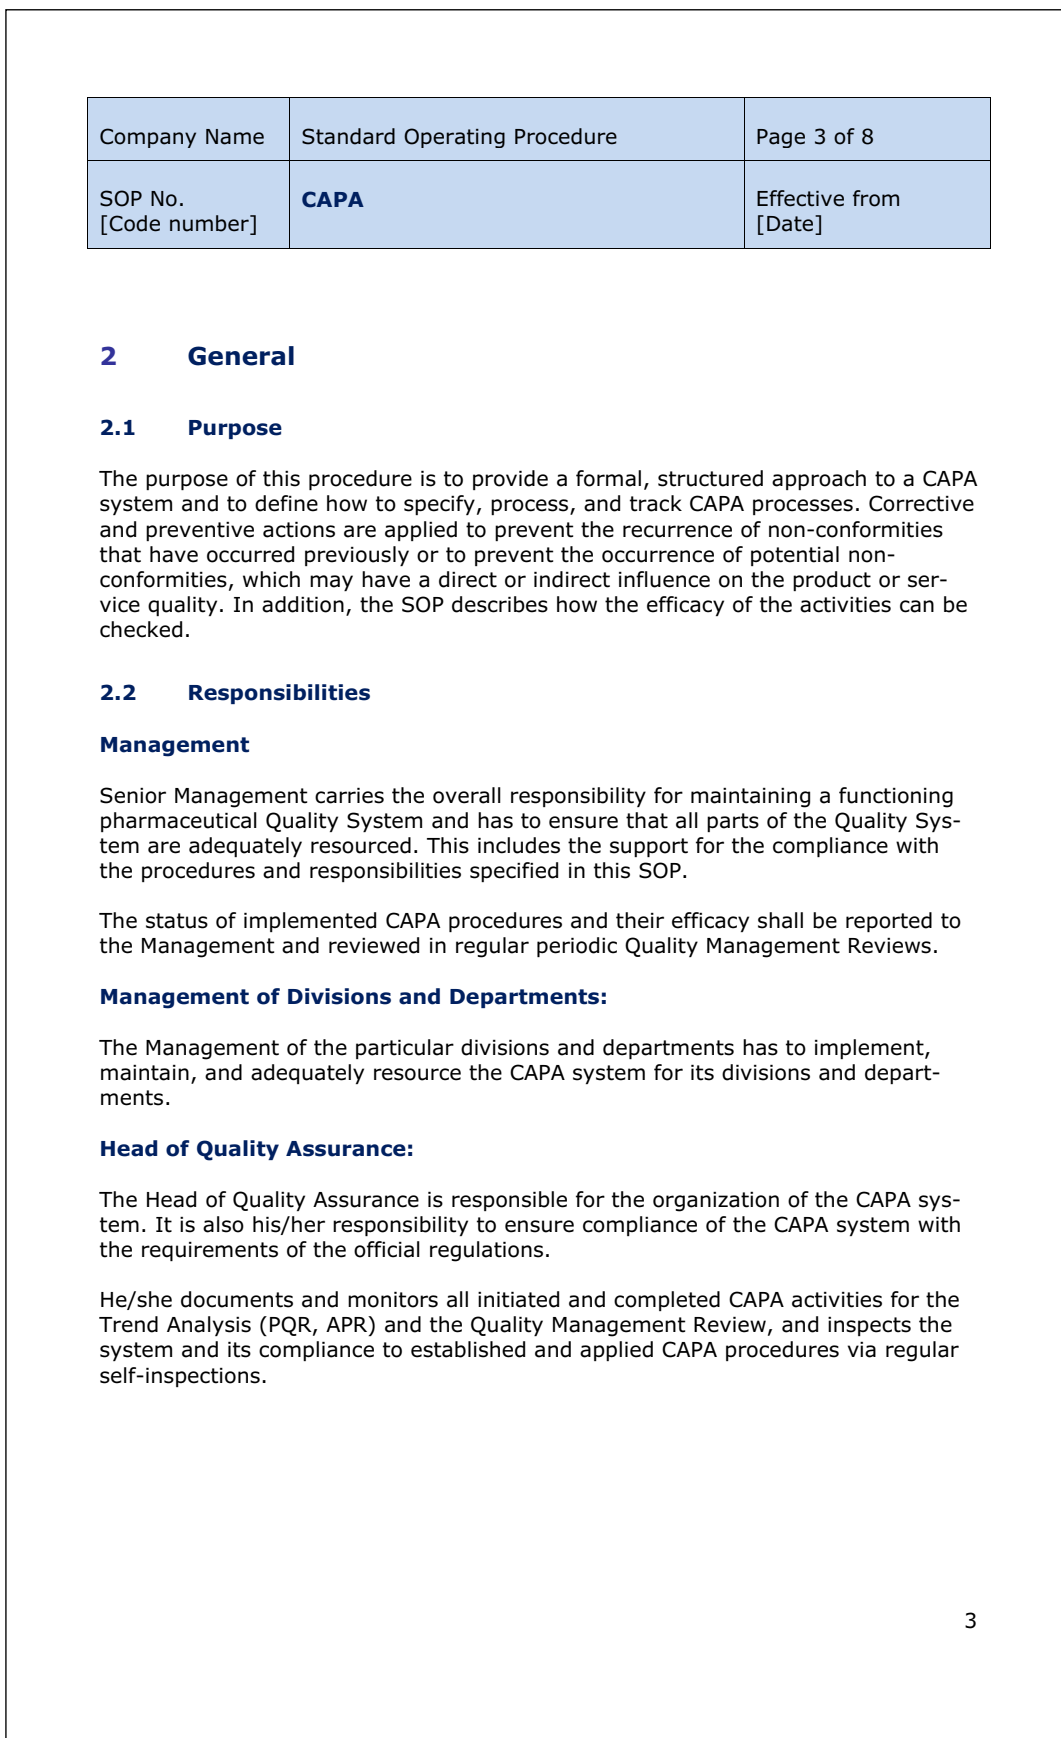 Company Name
Standard Operating Procedure
Page 3 of 8
SOP No.
[Code number]
CAPA
Effective from
[Date]
2 General
2.1 Purpose
The purpose of this procedure is to provide a formal, structured approach to a CAPA
system and to define how to specify, process, and track CAPA processes. Corrective
and preventive actions are applied to prevent the recurrence of non-conformities
that have occurred previously or to prevent the occurrence of potential non-
conformities, which may have a direct or indirect influence on the product or ser-
vice quality. In addition, the SOP describes how the efficacy of the activities can be
checked.
2.2 Responsibilities
Management
Senior Management carries the overall responsibility for maintaining a functioning
pharmaceutical Quality System and has to ensure that all parts of the Quality Sys-
tem are adequately resourced. This includes the support for the compliance with
the procedures and responsibilities specified in this SOP.
The status of implemented CAPA procedures and their efficacy shall be reported to
the Management and reviewed in regular periodic Quality Management Reviews.
Management of Divisions and Departments:
The Management of the particular divisions and departments has to implement,
maintain, and adequately resource the CAPA system for its divisions and depart-
ments.
Head of Quality Assurance:
The Head of Quality Assurance is responsible for the organization of the CAPA sys-
tem. It is also his/her responsibility to ensure compliance of the CAPA system with
the requirements of the official regulations.
He/she documents and monitors all initiated and completed CAPA activities for the
Trend Analysis (PQR, APR) and the Quality Management Review, and inspects the
system and its compliance to established and applied CAPA procedures via regular
self-inspections.
3